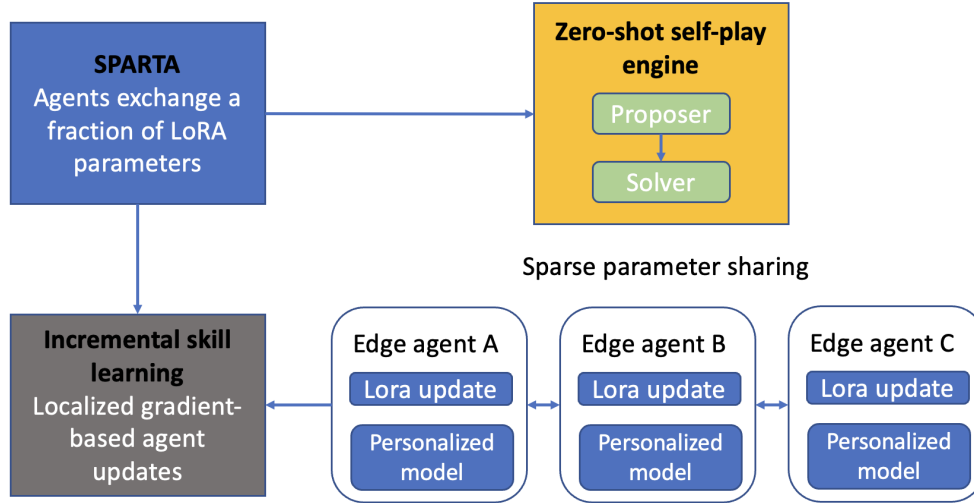 SPARTA
Agents exchange a
fraction of LoRA
parameters
Zero-shot self-play
engine
Proposer
Solver
Sparse parameter sharing
Incremental skill
learning
Localized gradient-
based agent
updates
Edge agent A
Lora update
Personalized
model
Edge agent B
Lora update
Personalized
model
Edge agent C
Lora update
Personalized
model